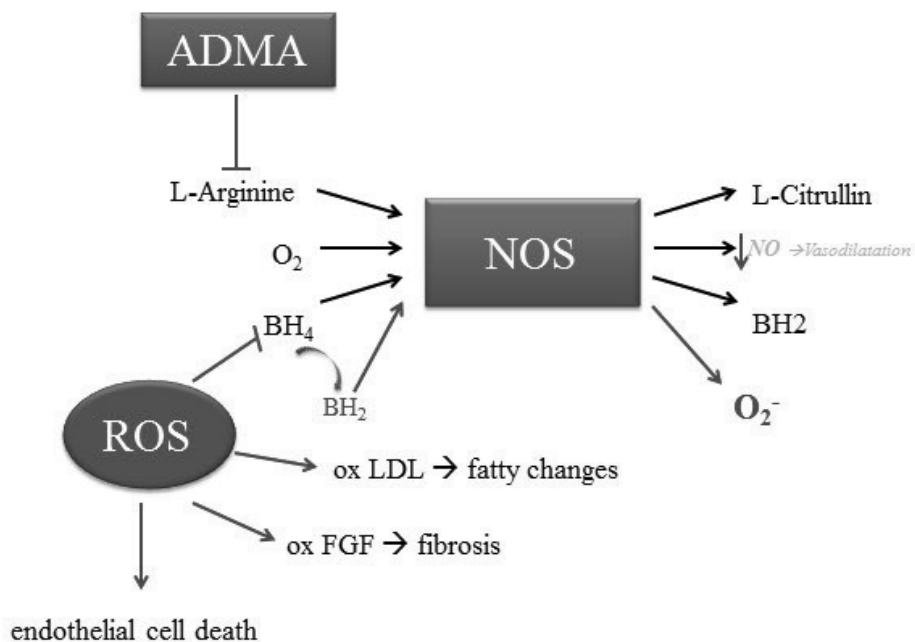 ADMA
L-Arginine
L-Citrullin
O₂
NOS
NO →Vasodilatation
BH₄
BH2
BH₂
O₂⁻
ROS
ox LDL → fatty changes
ox FGF → fibrosis
endothelial cell death